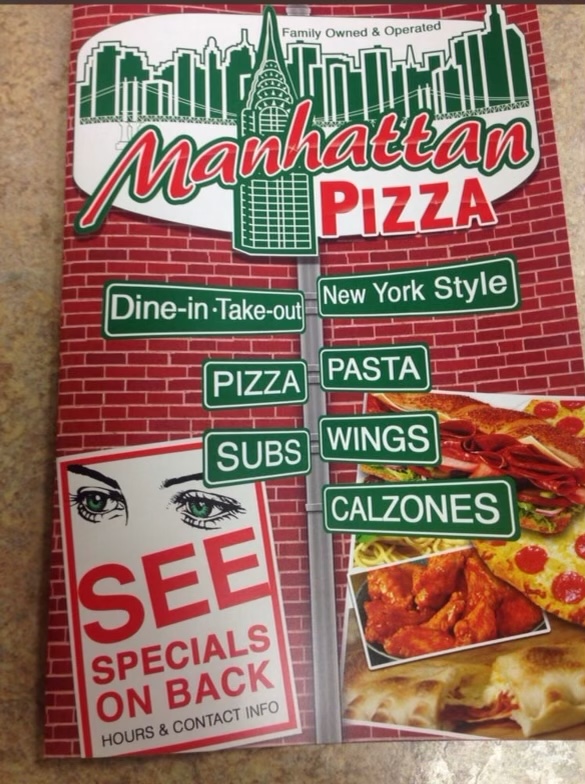 Family Owned & Operated
Manhattan
PIZZA
Dine-in·Take-out
New York Style
PIZZA
PASTA
SUBS
WINGS
CALZONES
SEE
SPECIALS
ON BACK
HOURS & CONTACT INFO